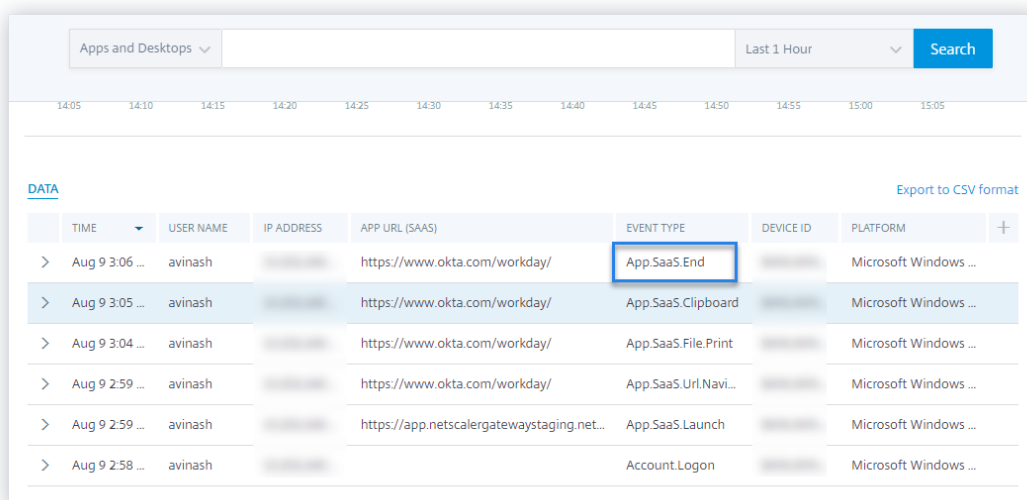 Apps and Desktops Last 1 Hour Search
14:05 14:10 14:15 14:20 14:25 14:30 14:35 14:40 14:45 14:50 14:55 15:00 15:05
DATA Export to CSV format
TIME USER NAME IP ADDRESS APP URL (SAAS) EVENT TYPE DEVICE ID PLATFORM
Aug 9 3:06 ... avinash https://www.okta.com/workday/ App.SaaS.End Microsoft Windows ...
Aug 9 3:05 ... avinash https://www.okta.com/workday/ App.SaaS.Clipboard Microsoft Windows ...
Aug 9 3:04 ... avinash https://www.okta.com/workday/ App.SaaS.File.Print Microsoft Windows ...
Aug 9 2:59 ... avinash https://www.okta.com/workday/ App.SaaS.Url.Navi... Microsoft Windows ...
Aug 9 2:59 ... avinash https://app.netscalergatewaystaging.net... App.SaaS.Launch Microsoft Windows ...
Aug 9 2:58 ... avinash Account.Logon Microsoft Windows ...